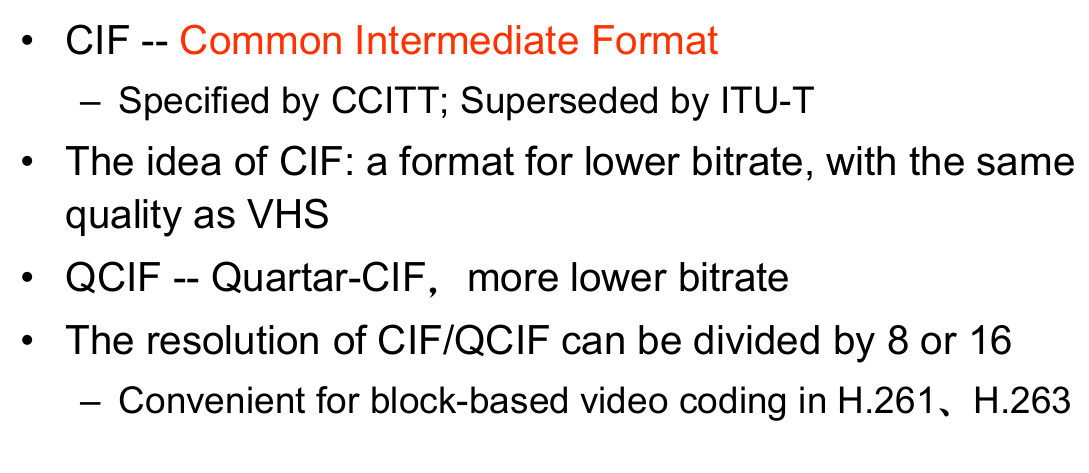 • CIF -- Common Intermediate Format
– Specified by CCITT; Superseded by ITU-T
• The idea of CIF: a format for lower bitrate, with the same
quality as VHS
• QCIF -- Quartar-CIF，more lower bitrate
• The resolution of CIF/QCIF can be divided by 8 or 16
– Convenient for block-based video coding in H.261、H.263